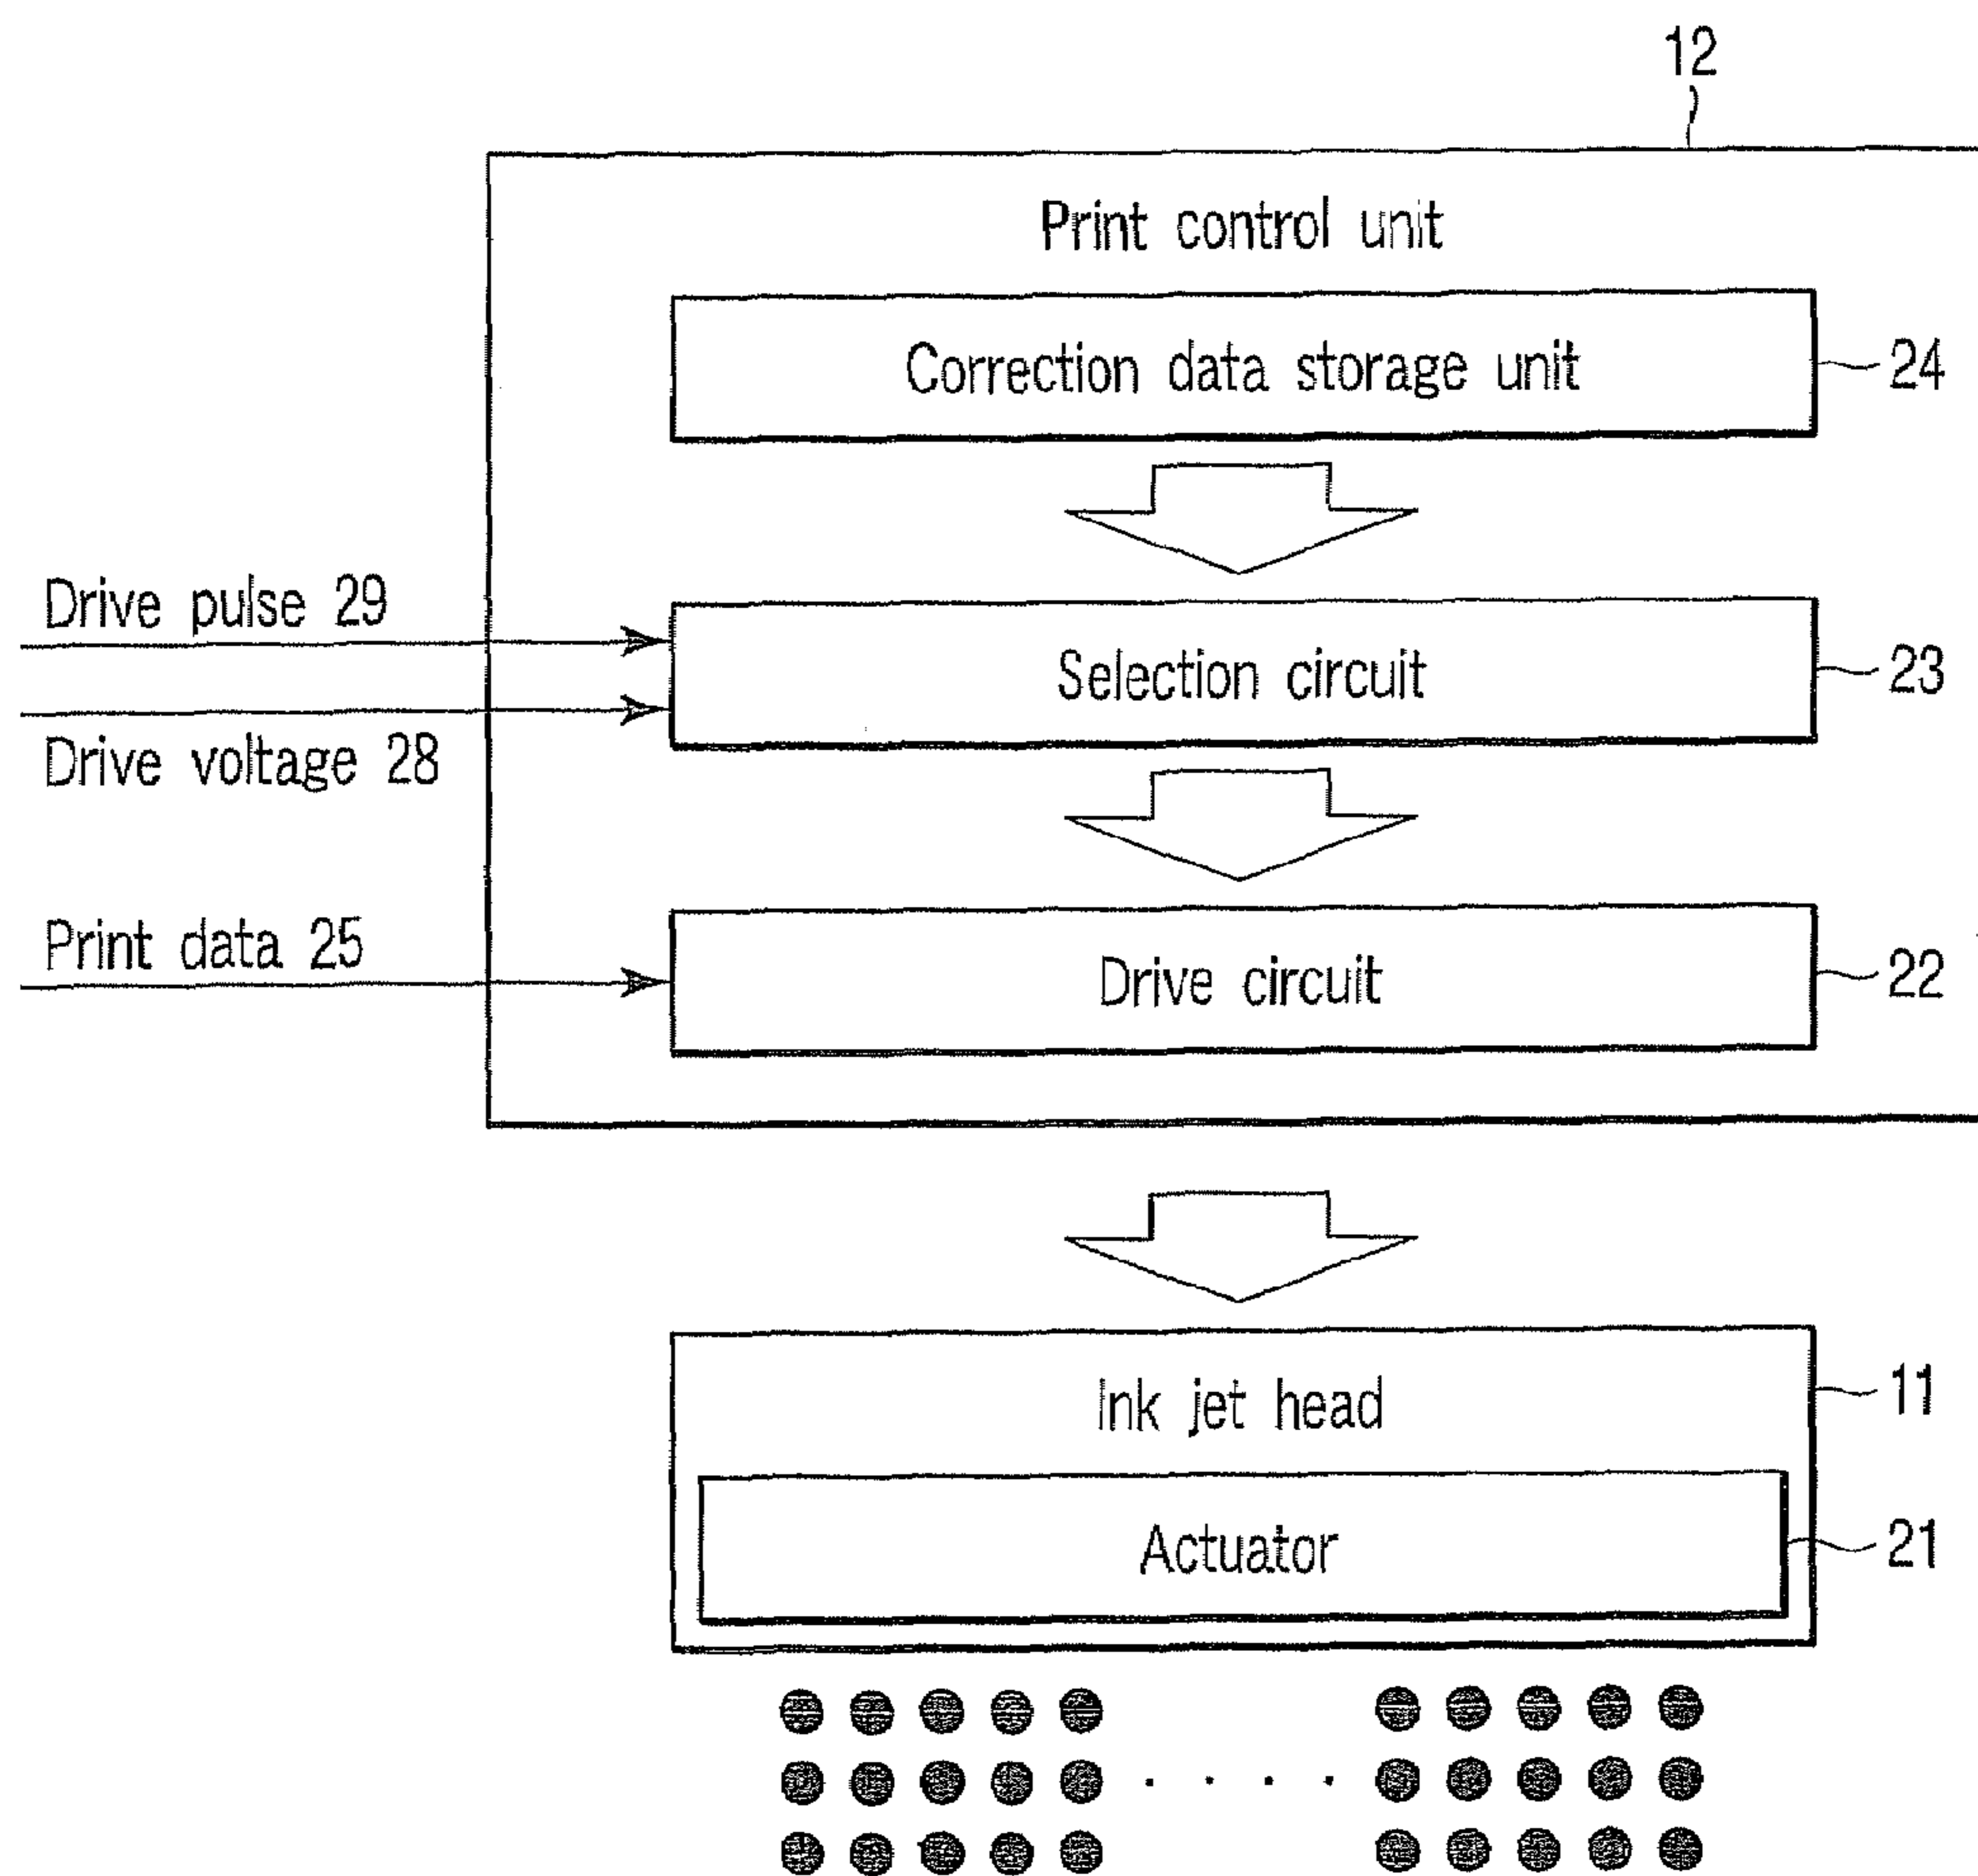 12
Print control unit
Correction data storage unit
24
Drive pulse 29
Selection circuit
23
Drive voltage 28
Print data 25
Drive circuit
22
Ink jet head
11
Actuator
21